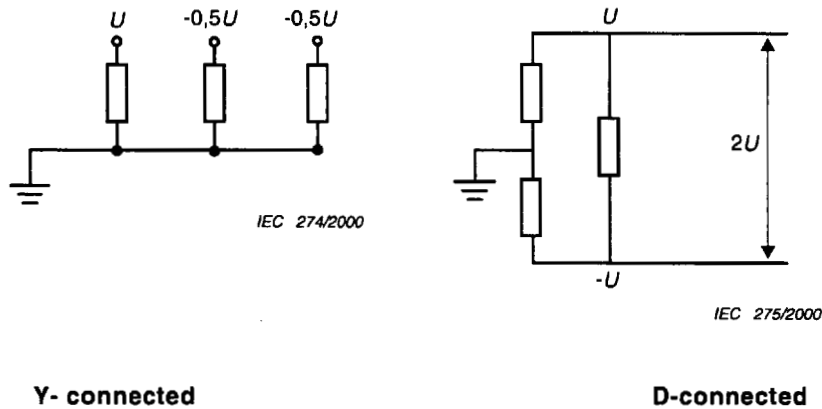 U -0,5U -0,5U
IEC 274/2000
U
2U
-U
IEC 275/2000
Y- connected
D-connected